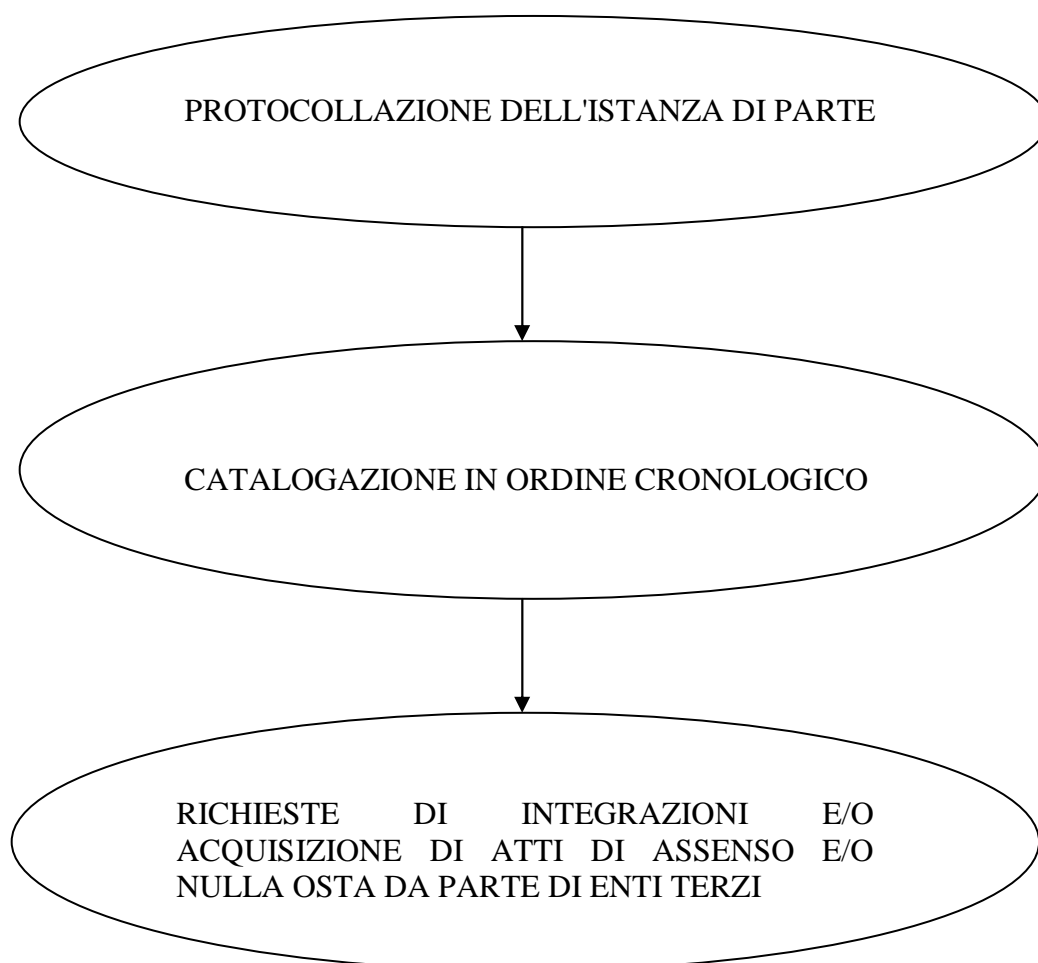 PROTOCOLLAZIONE DELL'ISTANZA DI PARTE
CATALOGAZIONE IN ORDINE CRONOLOGICO
RICHIESTE DI INTEGRAZIONI E/O
ACQUISIZIONE DI ATTI DI ASSENSO E/O
NULLA OSTA DA PARTE DI ENTI TERZI